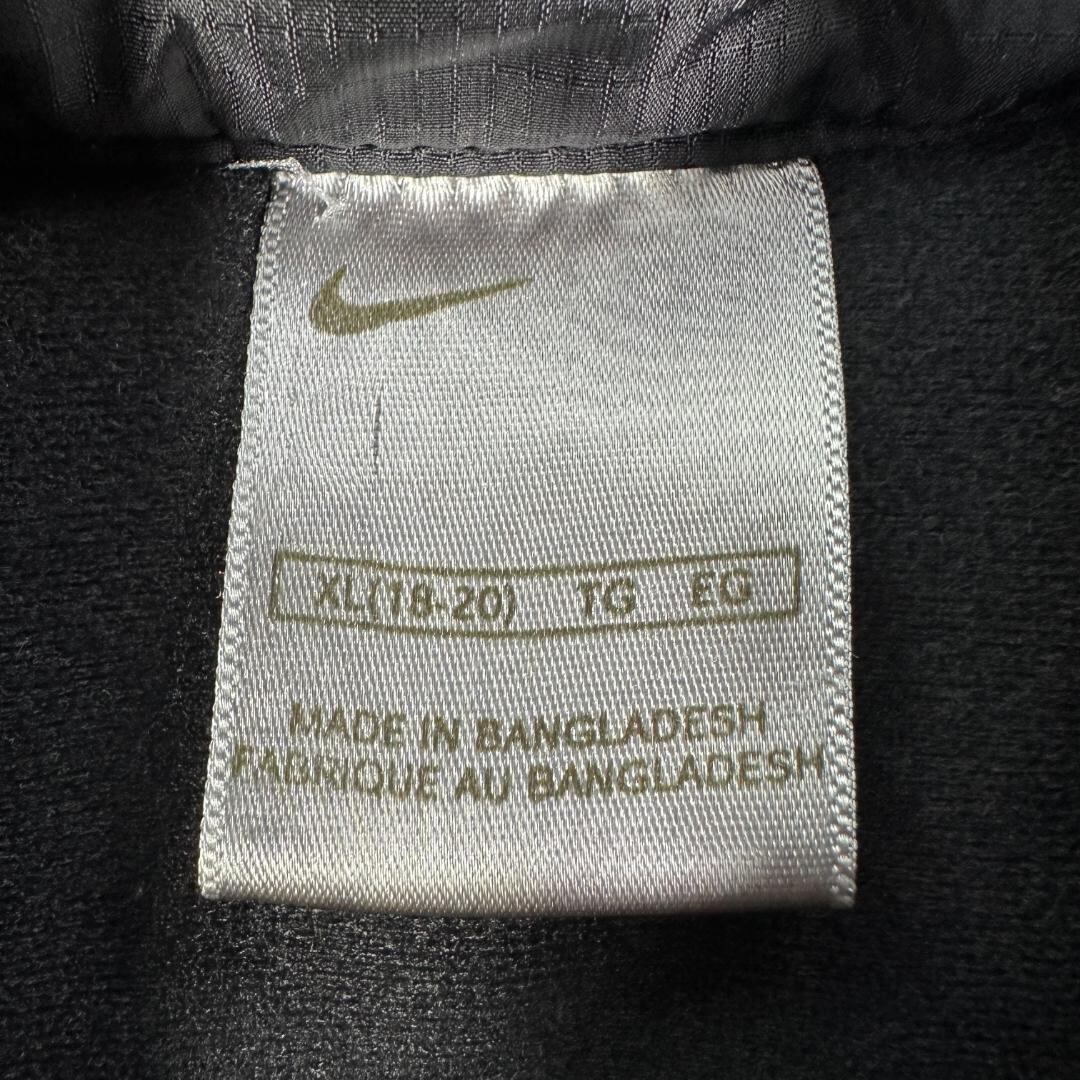 XL(18-20) TG EG
MADE IN BANGLADESH
FABRIQUE AU BANGLADESH